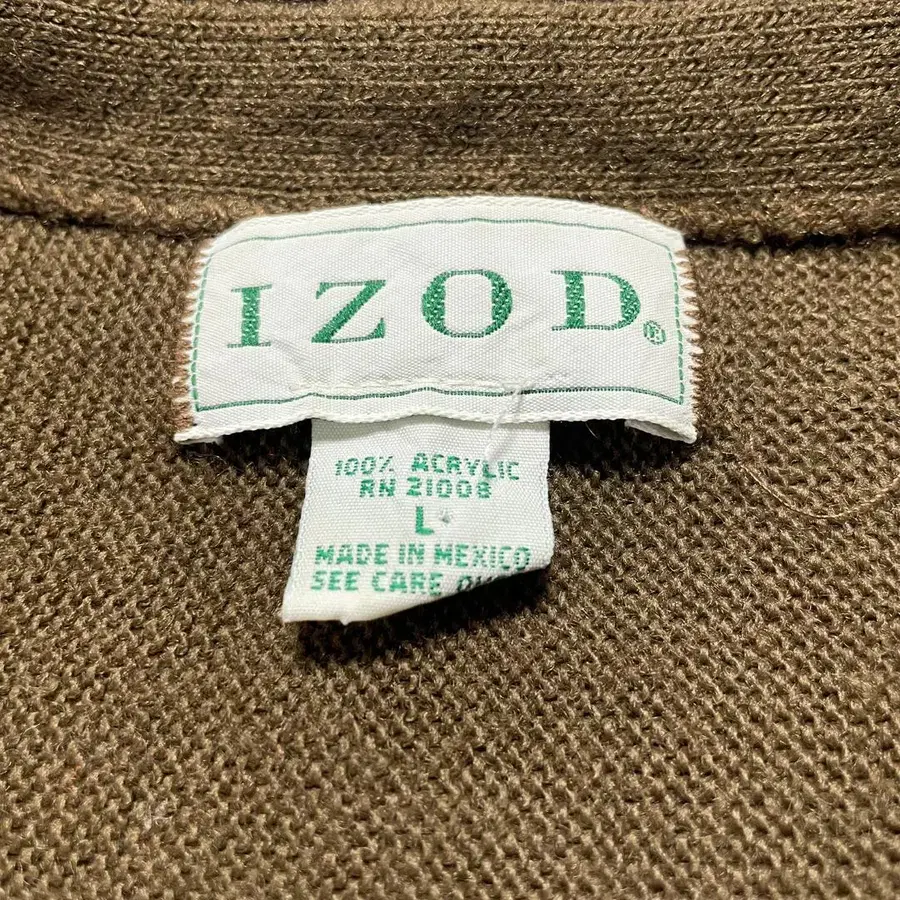 IZOD®
100% ACRYLIC
RN 21008
L
MADE IN MEXICO
SEE CARE